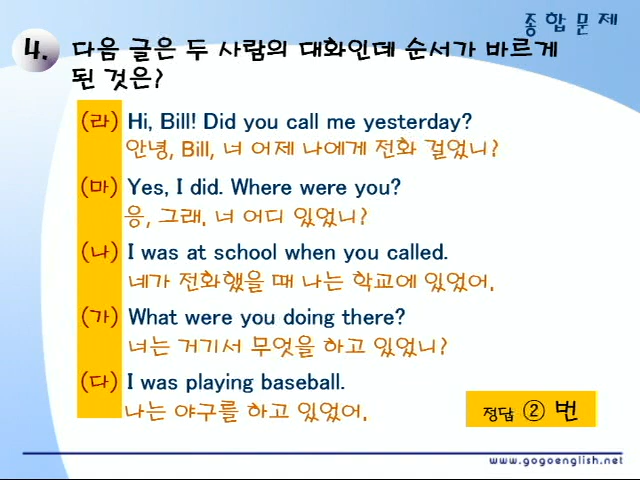 종합문제
4. 다음 글은 두 사람의 대화인데 순서가 바르게
된 것은?
(라) Hi, Bill! Did you call me yesterday?
안녕, Bill, 너 어제 나에게 전화 걸었니?
(마) Yes, I did. Where were you?
응, 그래. 너 어디 있었니?
(나) I was at school when you called.
네가 전화했을 때 나는 학교에 있었어.
(가) What were you doing there?
너는 거기서 무엇을 하고 있었니?
(다) I was playing baseball.
나는 야구를 하고 있었어.
정답 ② 번
www.gogoenglish.net